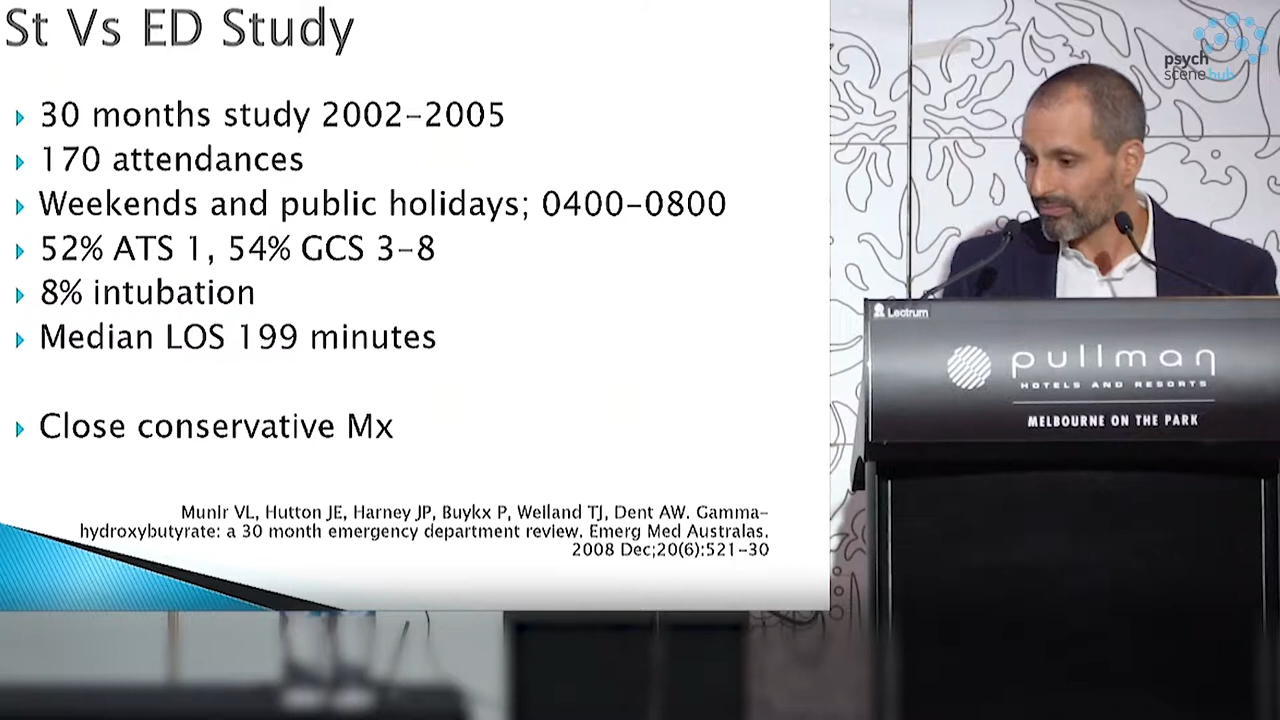 St Vs ED Study
30 months study 2002–2005
170 attendances
Weekends and public holidays; 0400–0800
52% ATS 1, 54% GCS 3–8
8% intubation
Median LOS 199 minutes
Close conservative Mx
Munir VL, Hutton JE, Harney JP, Buykx P, Weiland TJ, Dent AW. Gamma–
hydroxybutyrate: a 30 month emergency department review. Emerg Med Australas.
2008 Dec;20(6):521–30
psych
scene hub
Lectrum
pullman
HOTELS AND RESORTS
MELBOURNE ON THE PARK